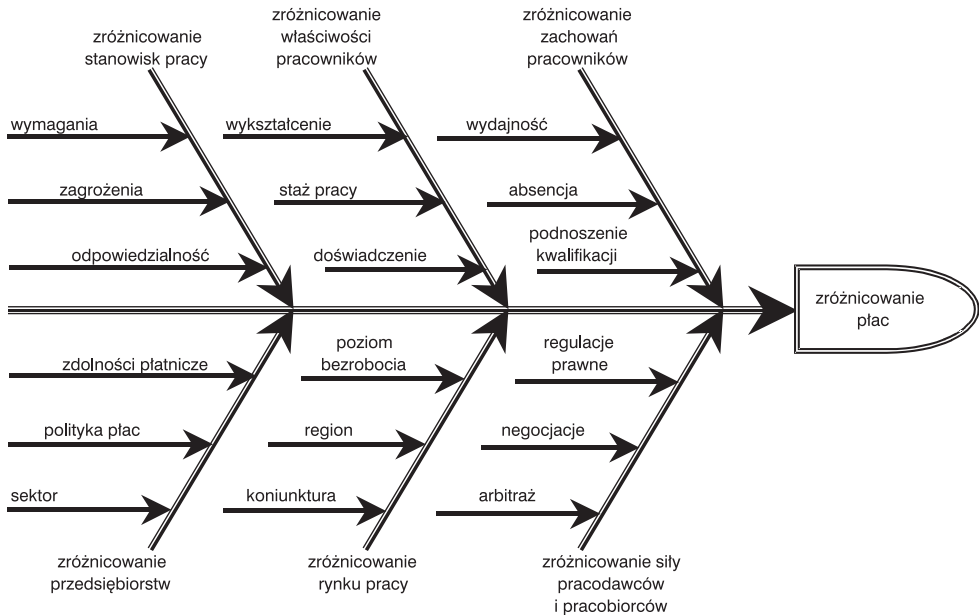 zróżnicowanie
stanowisk pracy
zróżnicowanie
właściwości
pracowników
zróżnicowanie
zachowań
pracowników
wymagania
wykształcenie
wydajność
zagrożenia
staż pracy
absencja
odpowiedzialność
doświadczenie
podnoszenie
kwalifikacji
zróżnicowanie
płac
zdolności płatnicze
poziom
bezrobocia
regulacje
prawne
polityka płac
region
negocjacje
sektor
koniunktura
arbitraż
zróżnicowanie
przedsiębiorstw
zróżnicowanie
rynku pracy
zróżnicowanie siły
pracodawców
i pracobiorców